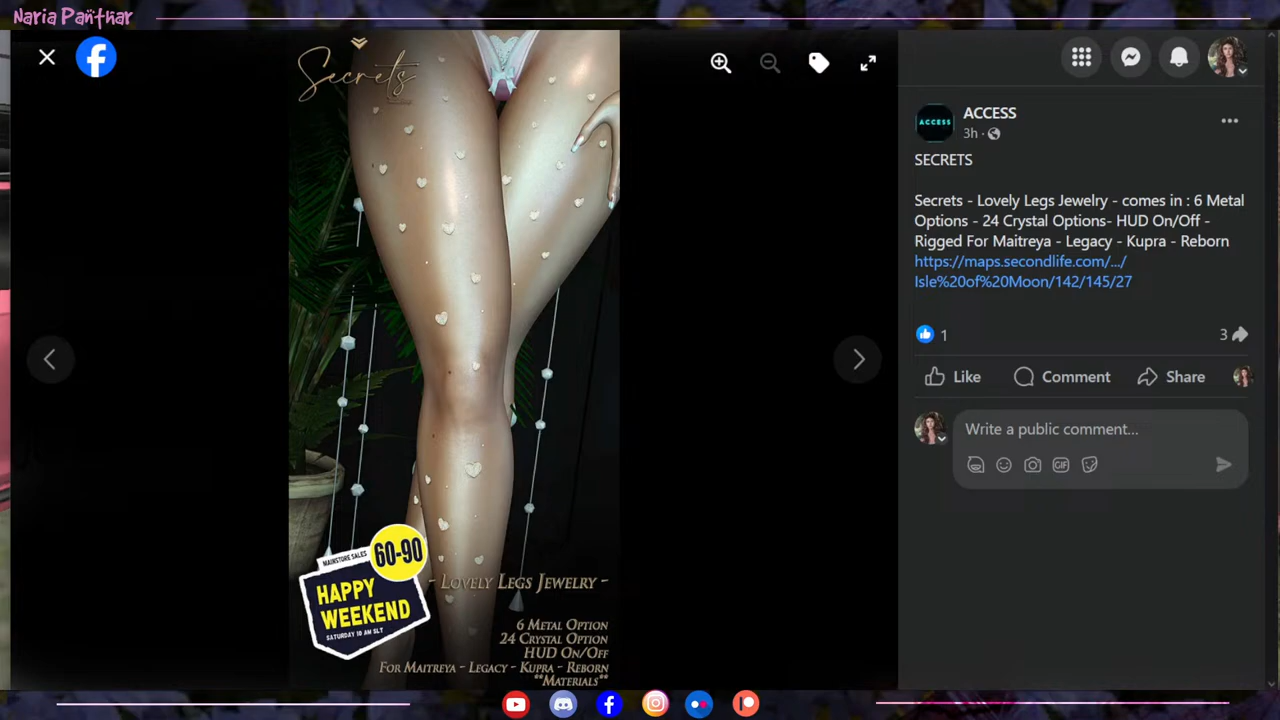 Naria Panthar
Secrets
MAINSTORE SALES
60-90
HAPPY
WEEKEND
SATURDAY 10 AM SLT
- Lovely Legs Jewelry -
6 Metal Option
24 Crystal Option
HUD On/Off
For Maitreya - Legacy - Kupra - Reborn
**Materials**
ACCESS
ACCESS
3h ·
SECRETS
Secrets - Lovely Legs Jewelry - comes in : 6 Metal
Options - 24 Crystal Options- HUD On/Off -
Rigged For Maitreya - Legacy - Kupra - Reborn
https://maps.secondlife.com/.../
Isle%20of%20Moon/142/145/27
1
3
Like
Comment
Share
Write a public comment…
GIF